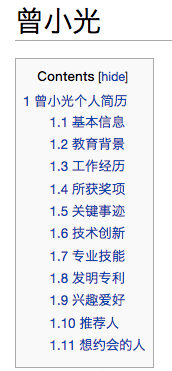 曾小光
Contents [hide]
1 曾小光个人简历
1.1 基本信息
1.2 教育背景
1.3 工作经历
1.4 所获奖项
1.5 关键事迹
1.6 技术创新
1.7 专业技能
1.8 发明专利
1.9 兴趣爱好
1.10 推荐人
1.11 想约会的人